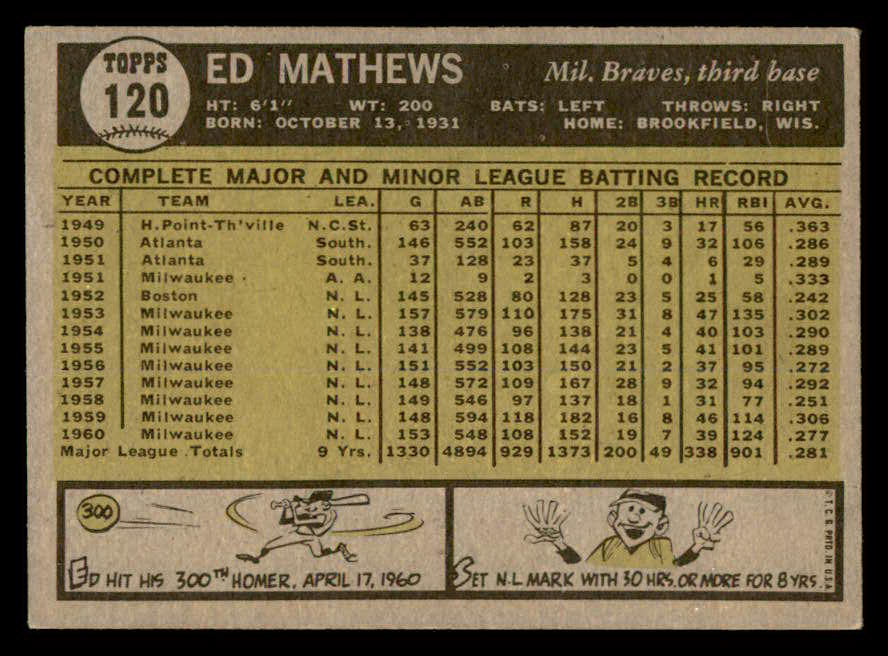 TOPPS
120
ED MATHEWS
Mil. Braves, third base
HT: 6'1" WT: 200 BATS: LEFT THROWS: RIGHT
BORN: OCTOBER 13, 1931 HOME: BROOKFIELD, WIS.
COMPLETE MAJOR AND MINOR LEAGUE BATTING RECORD
YEAR TEAM LEA. G AB R H 2B 3B HR RBI AVG.
1949 H.Point-Th'ville N.C.St. 63 240 62 87 20 3 17 56 .363
1950 Atlanta South. 146 552 103 158 24 9 32 106 .286
1951 Atlanta South. 37 128 23 37 5 4 6 29 .289
1951 Milwaukee A. A. 12 9 2 3 0 0 1 5 .333
1952 Boston N. L. 145 528 80 128 23 5 25 58 .242
1953 Milwaukee N. L. 157 579 110 175 31 8 47 135 .302
1954 Milwaukee N. L. 138 476 96 138 21 4 40 103 .290
1955 Milwaukee N. L. 141 499 108 144 23 5 41 101 .289
1956 Milwaukee N. L. 151 552 103 150 21 2 37 95 .272
1957 Milwaukee N. L. 148 572 109 167 28 9 32 94 .292
1958 Milwaukee N. L. 149 546 97 137 18 1 31 77 .251
1959 Milwaukee N. L. 148 594 118 182 16 8 46 114 .306
1960 Milwaukee N. L. 153 548 108 152 19 7 39 124 .277
Major League Totals 9 Yrs. 1330 4894 929 1373 200 49 338 901 .281
300
ED HIT HIS 300TH HOMER, APRIL 17, 1960
SET N.L MARK WITH 30 HRS. OR MORE FOR 8 YRS.
© T. C. G. PRTD. IN U.S.A.